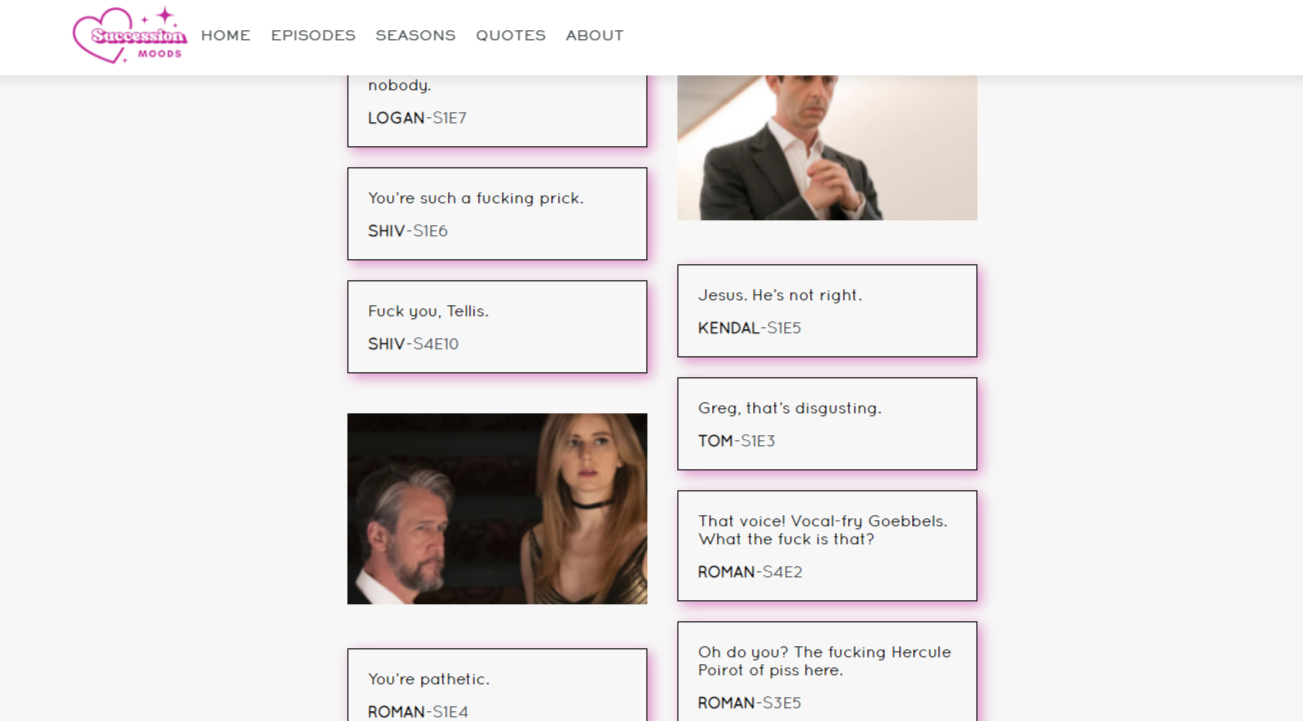 Succession
MOODS
HOME
EPISODES
SEASONS
QUOTES
ABOUT
nobody.
LOGAN-S1E7
You're such a fucking prick.
SHIV-S1E6
Fuck you, Tellis.
SHIV-S4E10
You're pathetic.
ROMAN-S1E4
Jesus. He's not right.
KENDAL-S1E5
Greg, that's disgusting.
TOM-S1E3
That voice! Vocal-fry Goebbels.
What the fuck is that?
ROMAN-S4E2
Oh do you? The fucking Hercule
Poirot of piss here.
ROMAN-S3E5